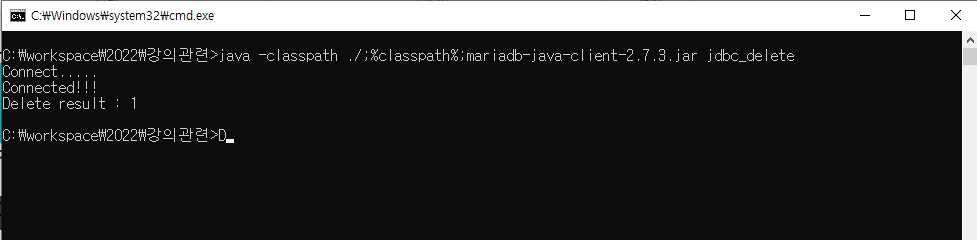 C:₩Windows₩system32₩cmd.exe
C:₩workspace₩2022₩강의관련>java -classpath ./;%classpath%;mariadb-java-client-2.7.3.jar jdbc_delete
Connect.....
Connected!!!
Delete result : 1
C:₩workspace₩2022₩강의관련>D